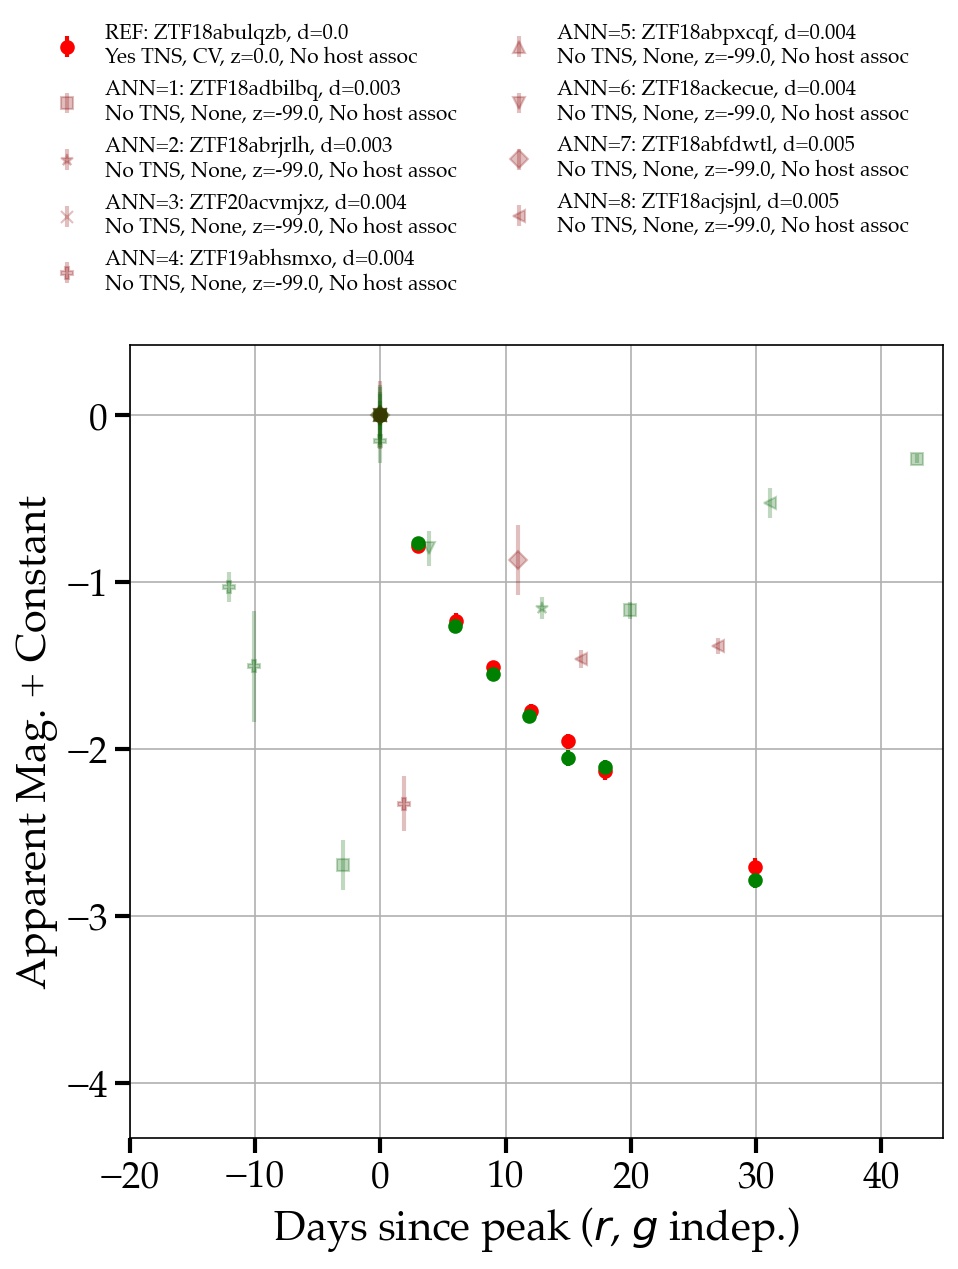 REF: ZTF18abulqzb, d=0.0
Yes TNS, CV, z=0.0, No host assoc
ANN=1: ZTF18adbilbq, d=0.003
No TNS, None, z=-99.0, No host assoc
ANN=2: ZTF18abrjrlh, d=0.003
No TNS, None, z=-99.0, No host assoc
ANN=3: ZTF20acvmjxz, d=0.004
No TNS, None, z=-99.0, No host assoc
ANN=4: ZTF19abhsmxo, d=0.004
No TNS, None, z=-99.0, No host assoc
ANN=5: ZTF18abpxcqf, d=0.004
No TNS, None, z=-99.0, No host assoc
ANN=6: ZTF18ackecue, d=0.004
No TNS, None, z=-99.0, No host assoc
ANN=7: ZTF18abfdwtl, d=0.005
No TNS, None, z=-99.0, No host assoc
ANN=8: ZTF18acjsjnl, d=0.005
No TNS, None, z=-99.0, No host assoc
Apparent Mag. + Constant
0
−1
−2
−3
−4
−20 −10 0 10 20 30 40
Days since peak (r, g indep.)